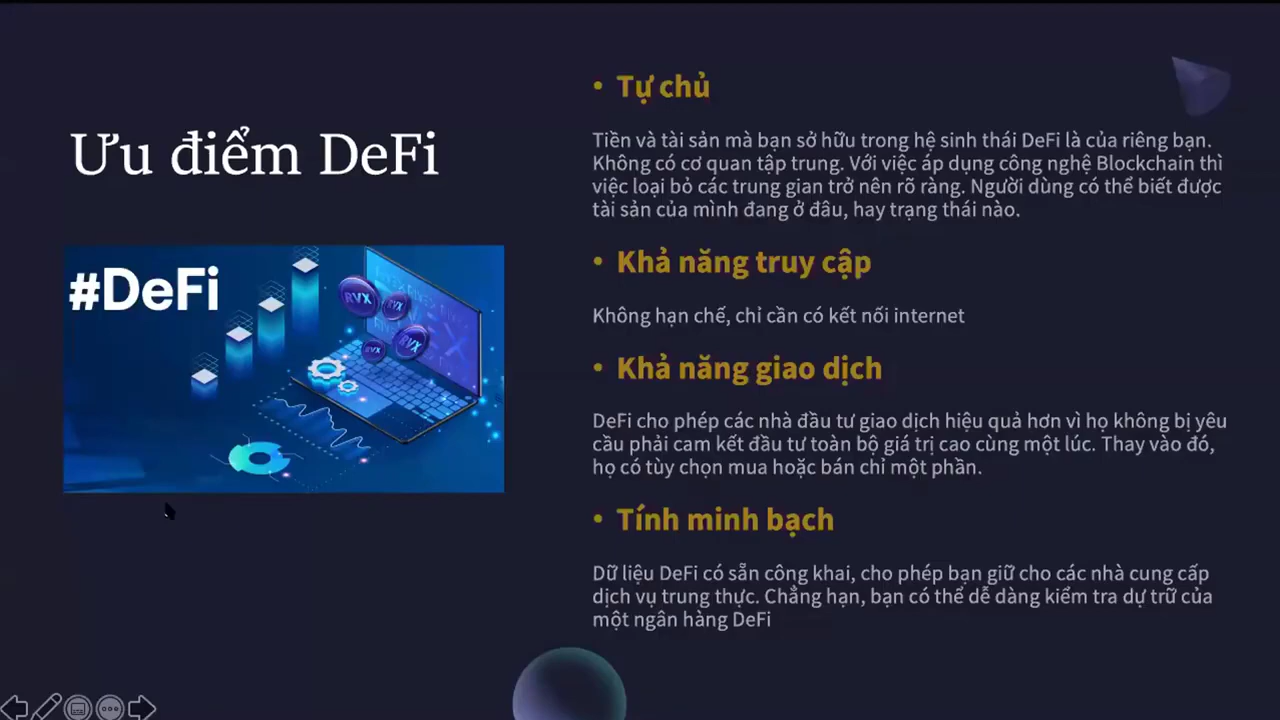 Ưu điểm DeFi
#DeFi
RVX
RVX
RVX
RVX
• Tự chủ
Tiền và tài sản mà bạn sở hữu trong hệ sinh thái DeFi là của riêng bạn.
Không có cơ quan tập trung. Với việc áp dụng công nghệ Blockchain thì
việc loại bỏ các trung gian trở nên rõ ràng. Người dùng có thể biết được
tài sản của mình đang ở đâu, hay trạng thái nào.
• Khả năng truy cập
Không hạn chế, chỉ cần có kết nối internet
• Khả năng giao dịch
DeFi cho phép các nhà đầu tư giao dịch hiệu quả hơn vì họ không bị yêu
cầu phải cam kết đầu tư toàn bộ giá trị cao cùng một lúc. Thay vào đó,
họ có tùy chọn mua hoặc bán chỉ một phần.
• Tính minh bạch
Dữ liệu DeFi có sẵn công khai, cho phép bạn giữ cho các nhà cung cấp
dịch vụ trung thực. Chẳng hạn, bạn có thể dễ dàng kiểm tra dự trữ của
một ngân hàng DeFi